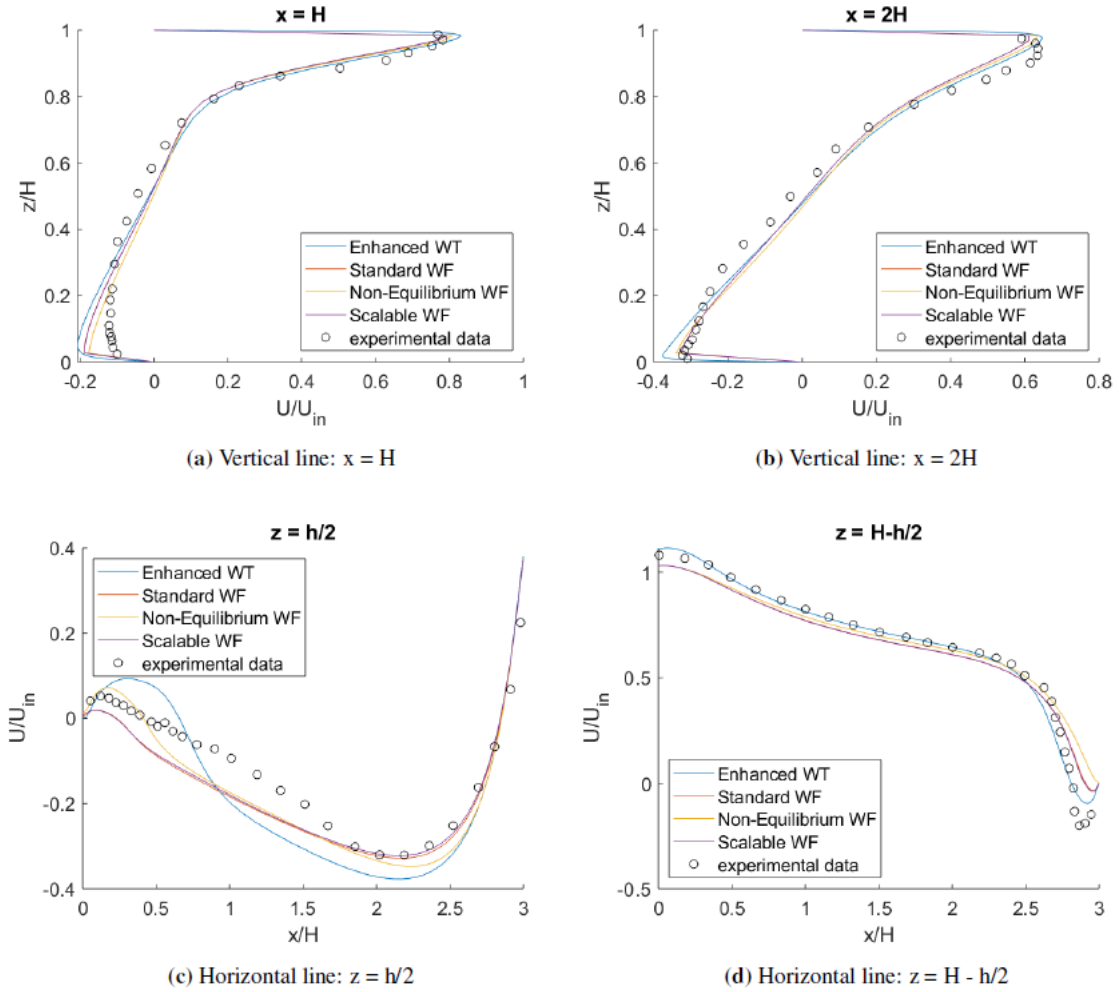 x = H
1
0.8
0.6
z/H
0.4
0.2
0
-0.2
0
0.2
0.4
0.6
0.8
1
U/U_in
Enhanced WT
Standard WF
Non-Equilibrium WF
Scalable WF
experimental data
(a) Vertical line: x = H
x = 2H
1
0.8
0.6
z/H
0.4
0.2
0
-0.4
-0.2
0
0.2
0.4
0.6
0.8
U/U_in
Enhanced WT
Standard WF
Non-Equilibrium WF
Scalable WF
experimental data
(b) Vertical line: x = 2H
z = h/2
0.4
0.2
0
U/U_in
-0.2
-0.4
0
0.5
1
1.5
2
2.5
3
x/H
Enhanced WT
Standard WF
Non-Equilibrium WF
Scalable WF
experimental data
(c) Horizontal line: z = h/2
z = H-h/2
1
0.5
U/U_in
0
-0.5
0
0.5
1
1.5
2
2.5
3
x/H
Enhanced WT
Standard WF
Non-Equilibrium WF
Scalable WF
experimental data
(d) Horizontal line: z = H - h/2